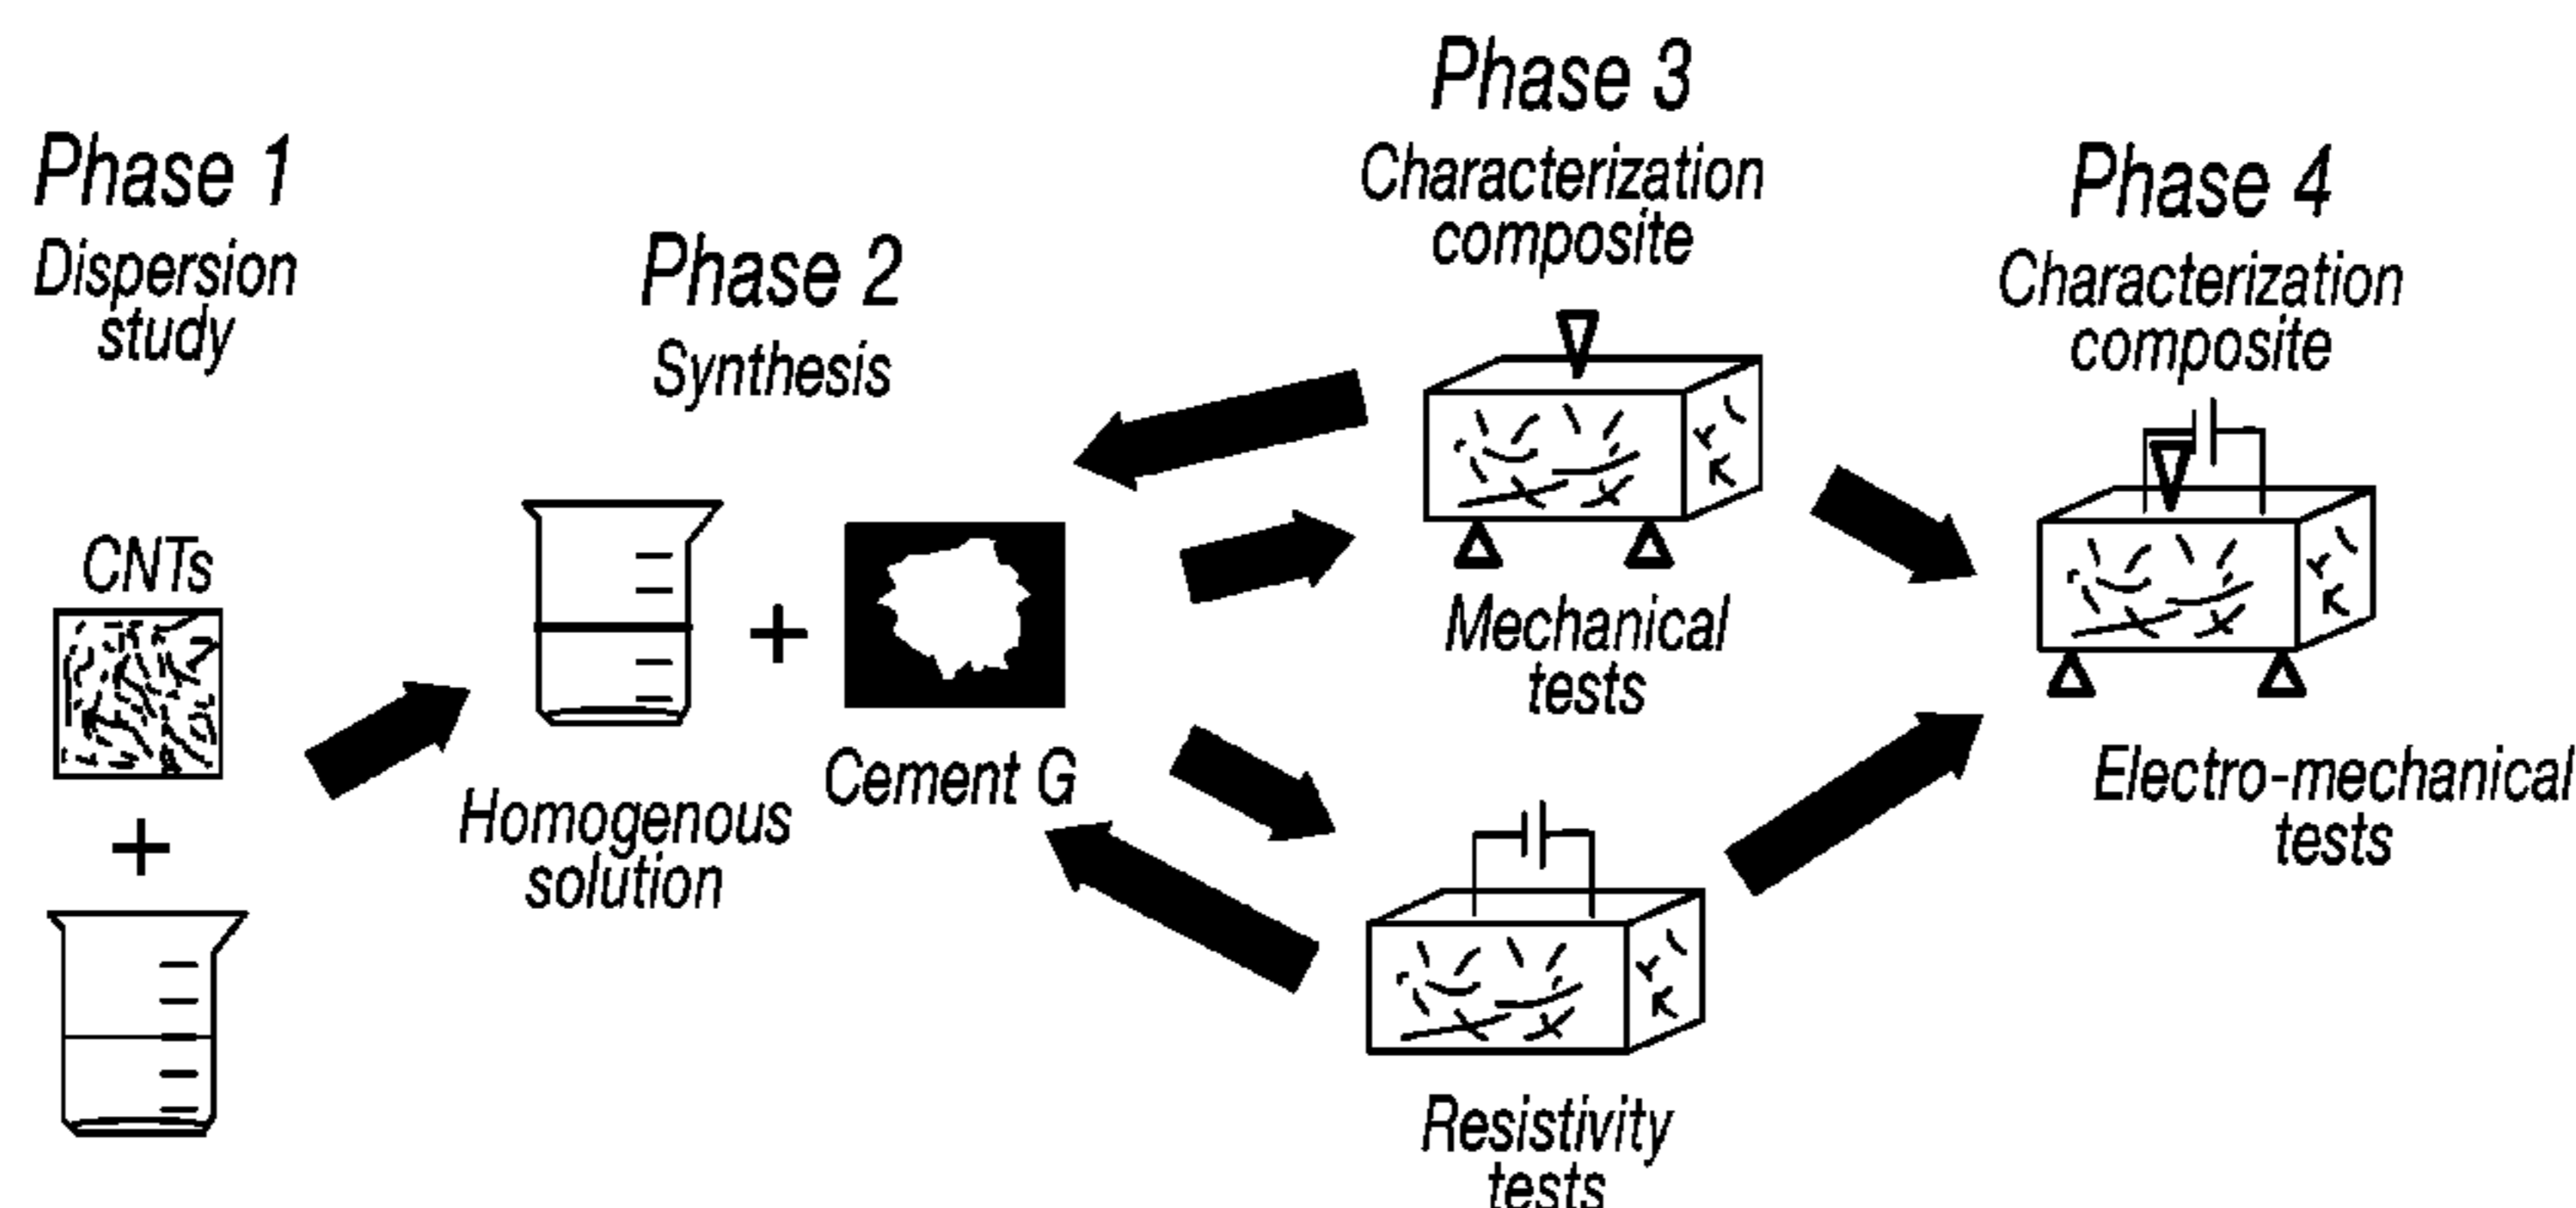 Phase 1
Dispersion
study
CNTs
+
Phase 2
Synthesis
+
Homogenous
solution
Cement G
Phase 3
Characterization
composite
Mechanical
tests
Resistivity
tests
Phase 4
Characterization
composite
Electro-mechanical
tests